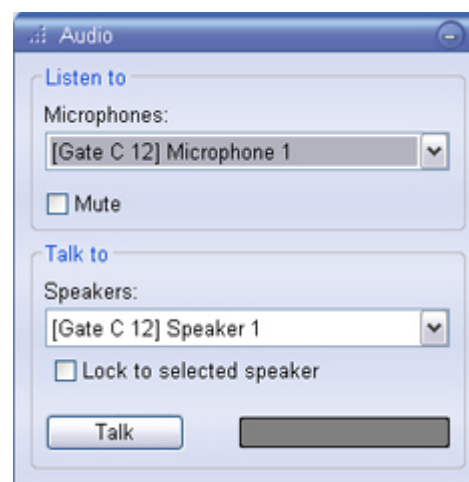 Audio
Listen to
Microphones:
[Gate C 12] Microphone 1
Mute
Talk to
Speakers:
[Gate C 12] Speaker 1
Lock to selected speaker
Talk